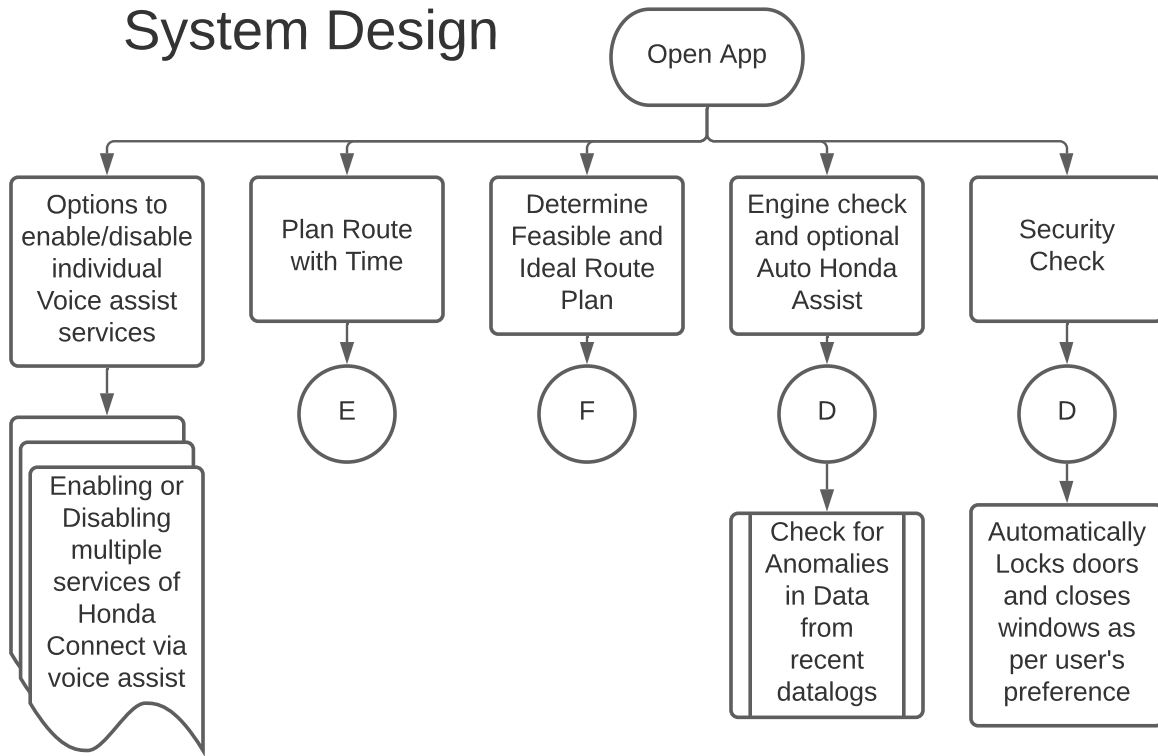 System Design
Open App
Options to
enable/disable
individual
Voice assist
services
Plan Route
with Time
Determine
Feasible and
Ideal Route
Plan
Engine check
and optional
Auto Honda
Assist
Security
Check
E
F
D
D
Enabling or
Disabling
multiple
services of
Honda
Connect via
voice assist
Check for
Anomalies
in Data
from
recent
datalogs
Automatically
Locks doors
and closes
windows as
per user's
preference